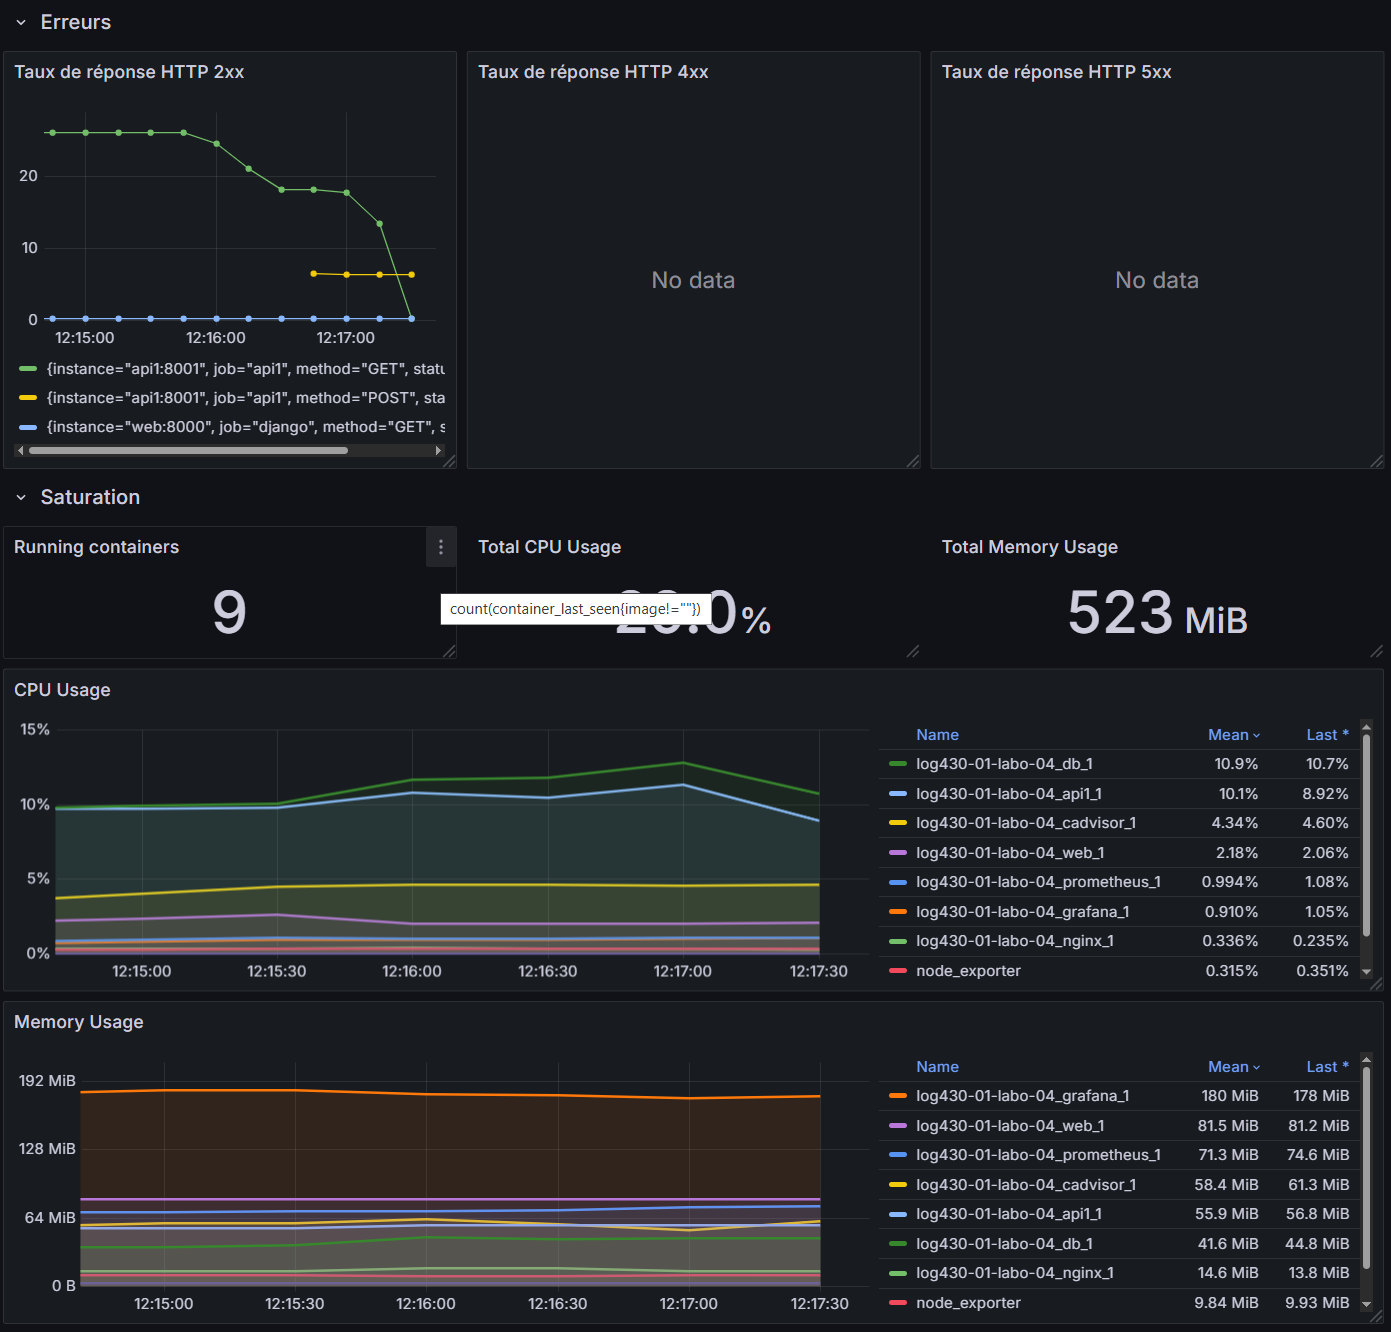 Erreurs
Taux de réponse HTTP 2xx
20
10
0
12:15:00 12:16:00 12:17:00
{instance="api1:8001", job="api1", method="GET", statu
{instance="api1:8001", job="api1", method="POST", sta
{instance="web:8000", job="django", method="GET", s
Taux de réponse HTTP 4xx
No data
Taux de réponse HTTP 5xx
No data
Saturation
Running containers
9
Total CPU Usage
%
count(container_last_seen{image!=""})
Total Memory Usage
523 MiB
CPU Usage
15%
10%
5%
0%
12:15:00 12:15:30 12:16:00 12:16:30 12:17:00 12:17:30
Name Mean Last *
log430-01-labo-04_db_1 10.9% 10.7%
log430-01-labo-04_api1_1 10.1% 8.92%
log430-01-labo-04_cadvisor_1 4.34% 4.60%
log430-01-labo-04_web_1 2.18% 2.06%
log430-01-labo-04_prometheus_1 0.994% 1.08%
log430-01-labo-04_grafana_1 0.910% 1.05%
log430-01-labo-04_nginx_1 0.336% 0.235%
node_exporter 0.315% 0.351%
Memory Usage
192 MiB
128 MiB
64 MiB
0 B
12:15:00 12:15:30 12:16:00 12:16:30 12:17:00 12:17:30
Name Mean Last *
log430-01-labo-04_grafana_1 180 MiB 178 MiB
log430-01-labo-04_web_1 81.5 MiB 81.2 MiB
log430-01-labo-04_prometheus_1 71.3 MiB 74.6 MiB
log430-01-labo-04_cadvisor_1 58.4 MiB 61.3 MiB
log430-01-labo-04_api1_1 55.9 MiB 56.8 MiB
log430-01-labo-04_db_1 41.6 MiB 44.8 MiB
log430-01-labo-04_nginx_1 14.6 MiB 13.8 MiB
node_exporter 9.84 MiB 9.93 MiB